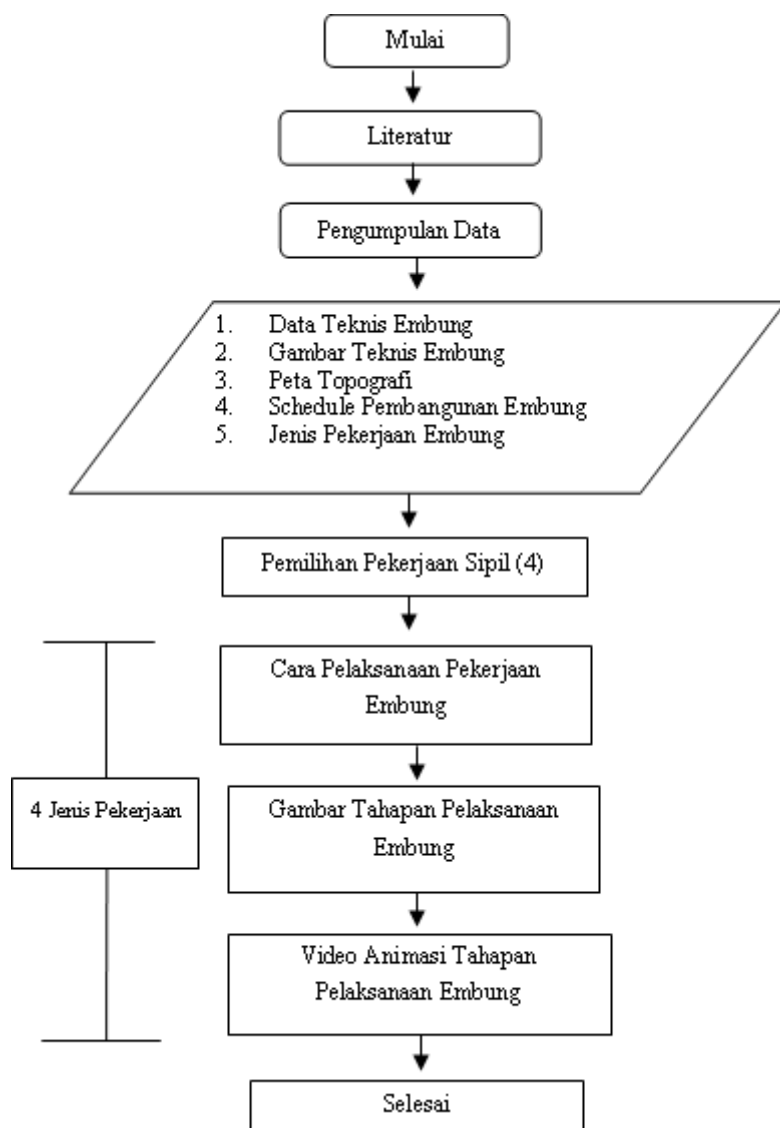 Mulai
Literatur
Pengumpulan Data
1. Data Teknis Embung
2. Gambar Teknis Embung
3. Peta Topografi
4. Schedule Pembangunan Embung
5. Jenis Pekerjaan Embung
Pemilihan Pekerjaan Sipil (4)
Cara Pelaksanaan Pekerjaan
Embung
4 Jenis Pekerjaan
Gambar Tahapan Pelaksanaan
Embung
Video Animasi Tahapan
Pelaksanaan Embung
Selesai